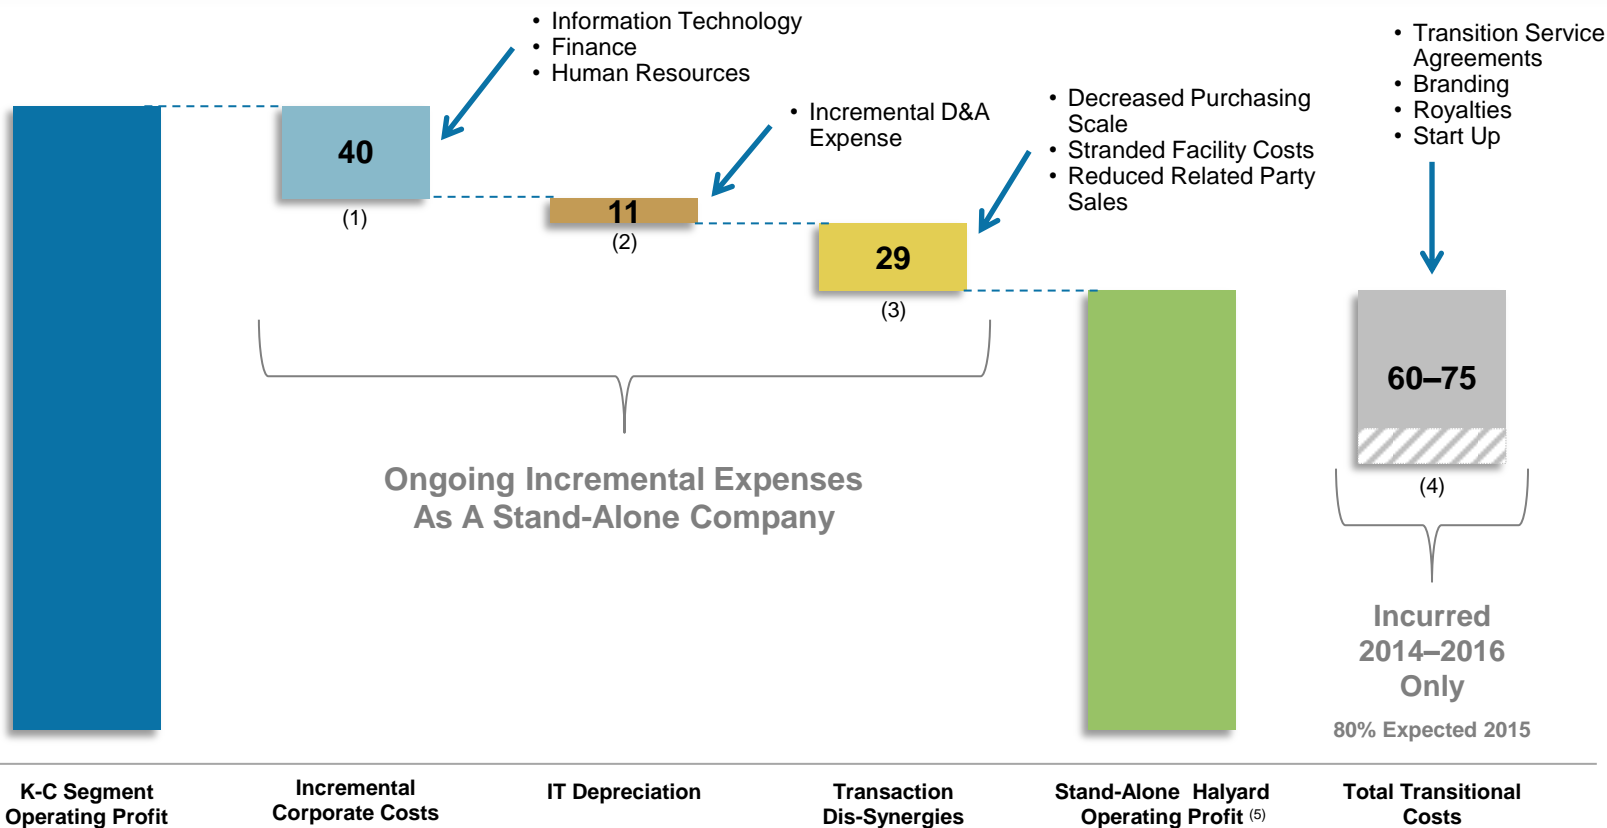 • Information Technology
• Finance
• Human Resources
• Incremental D&A
Expense
• Decreased Purchasing
Scale
• Stranded Facility Costs
• Reduced Related Party
Sales
• Transition Service
Agreements
• Branding
• Royalties
• Start Up
40
(1)
11
(2)
29
(3)
60–75
(4)
Ongoing Incremental Expenses
As A Stand-Alone Company
Incurred
2014–2016
Only
80% Expected 2015
K-C Segment
Operating Profit
Incremental
Corporate Costs
IT Depreciation
Transaction
Dis-Synergies
Stand-Alone Halyard
Operating Profit (5)
Total Transitional
Costs